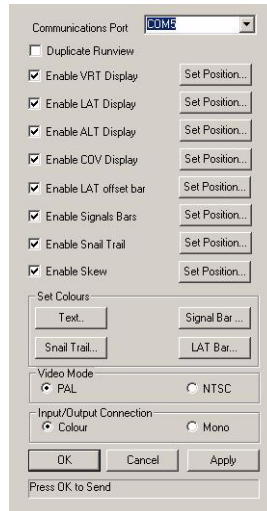 Communications Port COM5
Duplicate Runview
Enable VRT Display Set Position...
Enable LAT Display Set Position...
Enable ALT Display Set Position...
Enable COV Display Set Position...
Enable LAT offset bar Set Position...
Enable Signals Bars Set Position...
Enable Snail Trail Set Position...
Enable Skew Set Position...
Set Colours
Text.. Signal Bar ...
Snail Trail... LAT Bar...
Video Mode
PAL NTSC
Input/Output Connection
Colour Mono
OK Cancel Apply
Press OK to Send